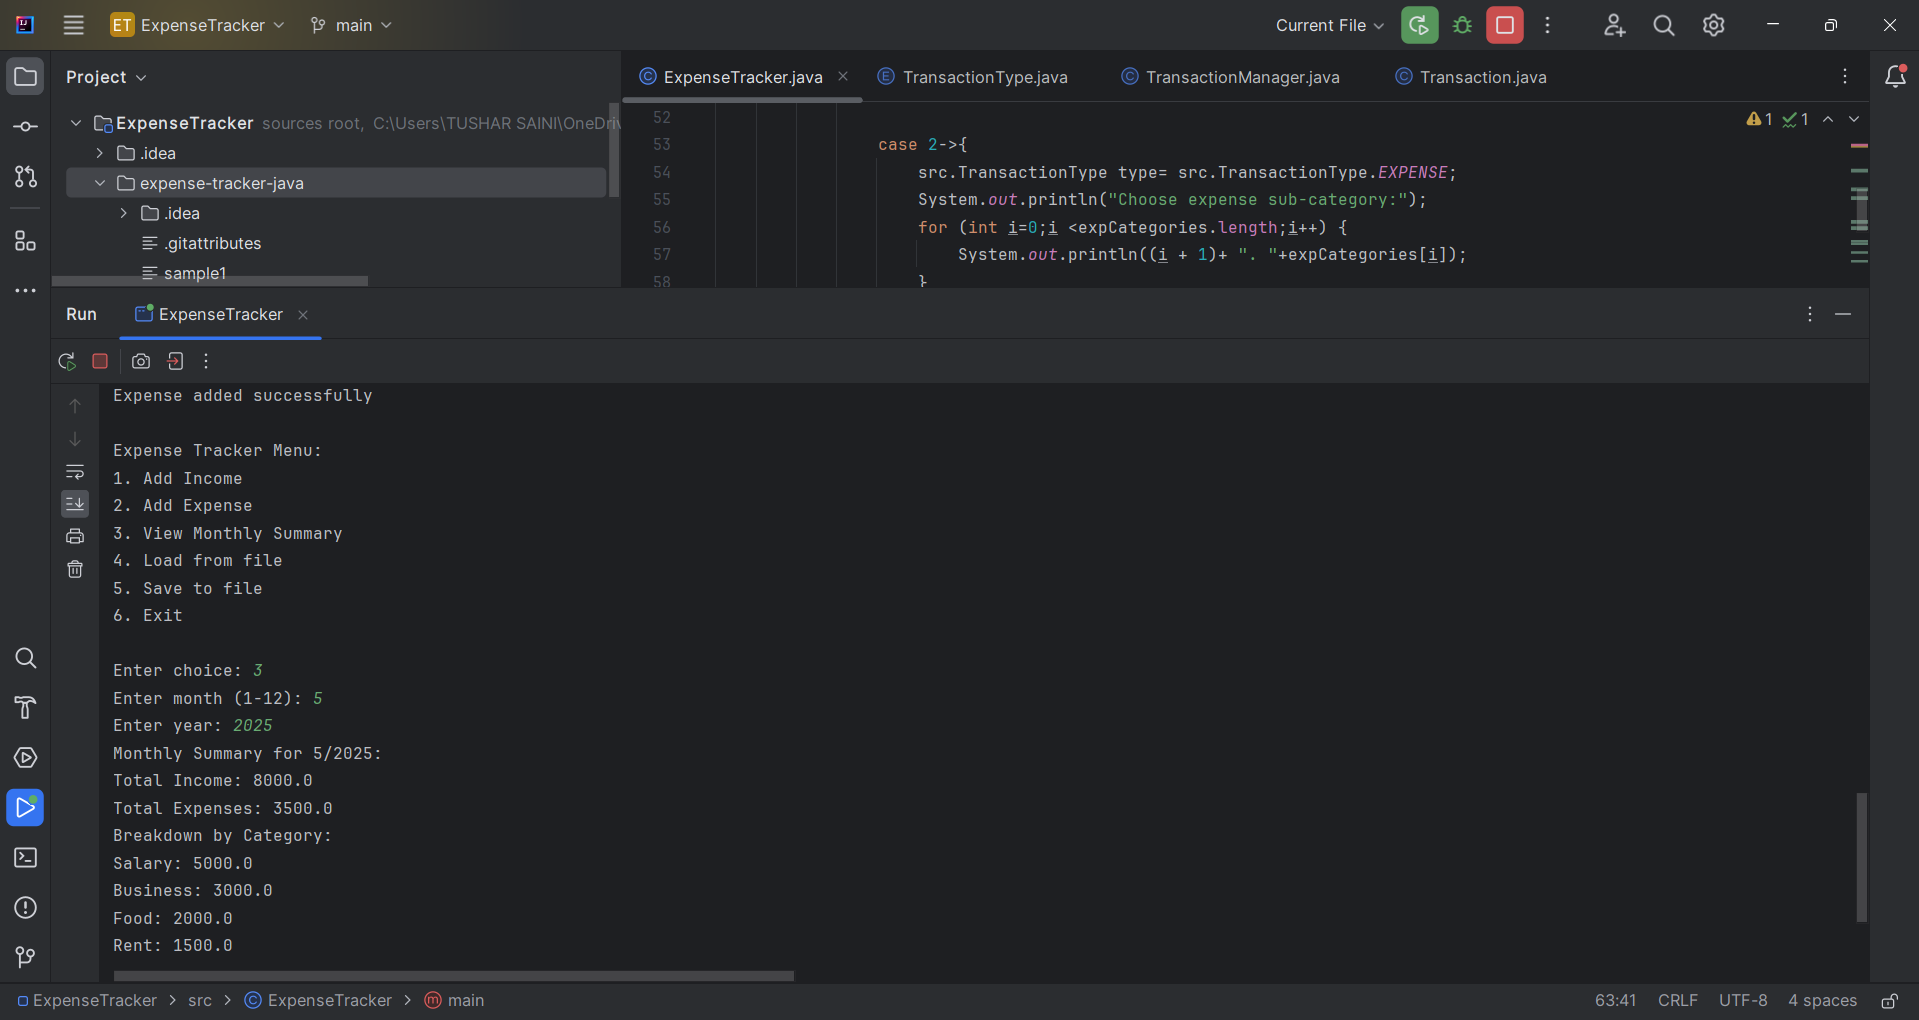 ET ExpenseTracker main Current File
Project
ExpenseTracker.java TransactionType.java TransactionManager.java Transaction.java
ExpenseTracker sources root, C:\Users\TUSHAR SAINI\OneDriv
.idea
expense-tracker-java
.idea
.gitattributes
sample1
52
53 case 2->{
54 src.TransactionType type= src.TransactionType.EXPENSE;
55 System.out.println("Choose expense sub-category:");
56 for (int i=0;i <expCategories.length;i++) {
57 System.out.println((i + 1)+ ". "+expCategories[i]);
58 }
1 1
Run ExpenseTracker
Expense added successfully
Expense Tracker Menu:
1. Add Income
2. Add Expense
3. View Monthly Summary
4. Load from file
5. Save to file
6. Exit
Enter choice: 3
Enter month (1-12): 5
Enter year: 2025
Monthly Summary for 5/2025:
Total Income: 8000.0
Total Expenses: 3500.0
Breakdown by Category:
Salary: 5000.0
Business: 3000.0
Food: 2000.0
Rent: 1500.0
ExpenseTracker > src > ExpenseTracker > main 63:41 CRLF UTF-8 4 spaces